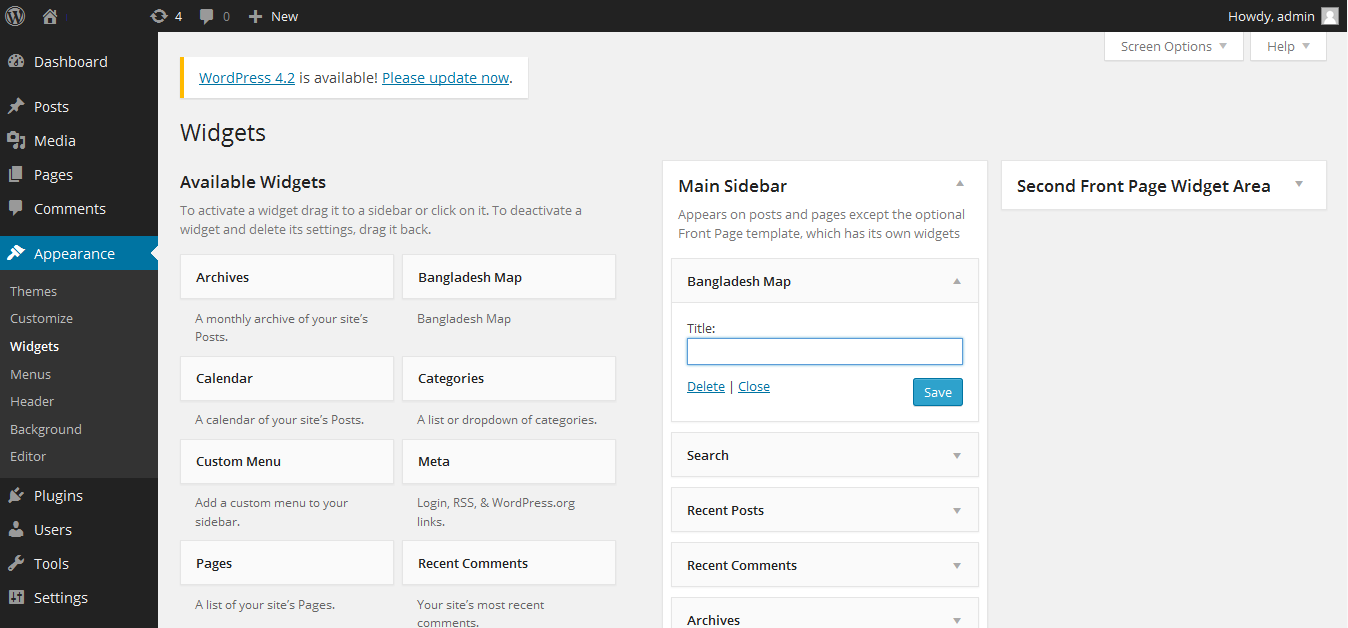 4 0 New
Howdy, admin
Dashboard
Posts
Media
Pages
Comments
Appearance
Themes
Customize
Widgets
Menus
Header
Background
Editor
Plugins
Users
Tools
Settings
Screen Options
Help
WordPress 4.2 is available! Please update now.
Widgets
Available Widgets
To activate a widget drag it to a sidebar or click on it. To deactivate a
widget and delete its settings, drag it back.
Archives
A monthly archive of your site’s
Posts.
Bangladesh Map
Bangladesh Map
Calendar
A calendar of your site’s Posts.
Categories
A list or dropdown of categories.
Custom Menu
Add a custom menu to your
sidebar.
Meta
Login, RSS, & WordPress.org
links.
Pages
A list of your site’s Pages.
Recent Comments
Your site’s most recent
comments.
Main Sidebar
Appears on posts and pages except the optional
Front Page template, which has its own widgets
Bangladesh Map
Title:
Delete | Close
Save
Search
Recent Posts
Recent Comments
Archives
Second Front Page Widget Area